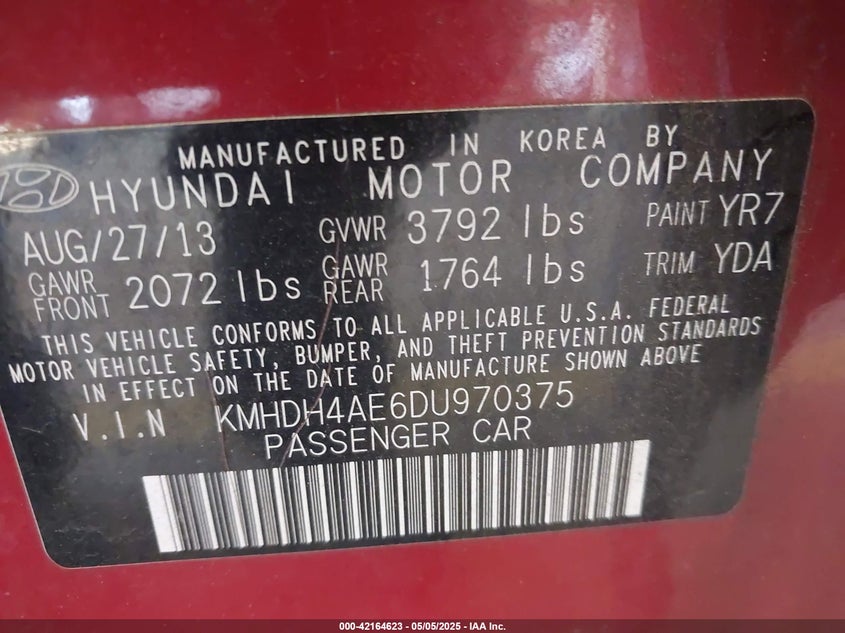 MANUFACTURED IN KOREA BY
HYUNDAI MOTOR COMPANY
AUG/27/13 GVWR 3792 lbs PAINT YR7
GAWR FRONT 2072 lbs GAWR REAR 1764 lbs TRIM YDA
THIS VEHICLE CONFORMS TO ALL APPLICABLE U.S.A. FEDERAL
MOTOR VEHICLE SAFETY, BUMPER, AND THEFT PREVENTION STANDARDS
IN EFFECT ON THE DATE OF MANUFACTURE SHOWN ABOVE
V.I.N KMHDH4AE6DU970375
PASSENGER CAR
000-42164623 - 05/05/2025 - IAA Inc.